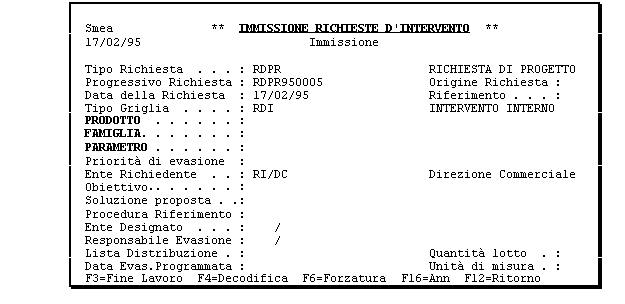 Smea ** IMMISSIONE RICHIESTE D'INTERVENTO **
17/02/95 Immissione
Tipo Richiesta . . . : RDPR RICHIESTA DI PROGETTO
Progressivo Richiesta : RDPR950005 Origine Richiesta :
Data della Richiesta : 17/02/95 Riferimento . . . :
Tipo Griglia . . . . : RDI INTERVENTO INTERNO
PRODOTTO . . . . . . :
FAMIGLIA. . . . . . . :
PARAMETRO . . . . . . :
Priorità di evasione :
Ente Richiedente . . : RI/DC Direzione Commerciale
Obiettivo.. . . . . . :
Soluzione proposta . .:
Procedura Riferimento :
Ente Designato . . . : /
Responsabile Evasione : /
Lista Distribuzione . : Quantità lotto . :
Data Evas.Programmata : Unità di misura . :
F3=Fine Lavoro F4=Decodifica F6=Forzatura F16=Ann F12=Ritorno